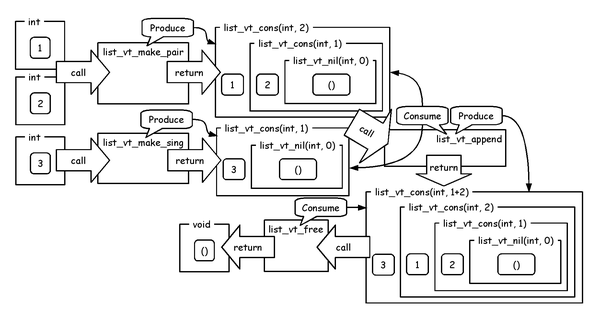 int
1
int
2
call
Produce
list_vt_make_pair
return
list_vt_cons(int, 2)
list_vt_cons(int, 1)
list_vt_nil(int, 0)
1
2
()
int
3
call
Produce
list_vt_make_sing
return
list_vt_cons(int, 1)
list_vt_nil(int, 0)
3
()
call
Consume
Produce
list_vt_append
return
list_vt_cons(int, 1+2)
list_vt_cons(int, 2)
list_vt_cons(int, 1)
list_vt_nil(int, 0)
3
1
2
()
call
Consume
list_vt_free
return
void
()